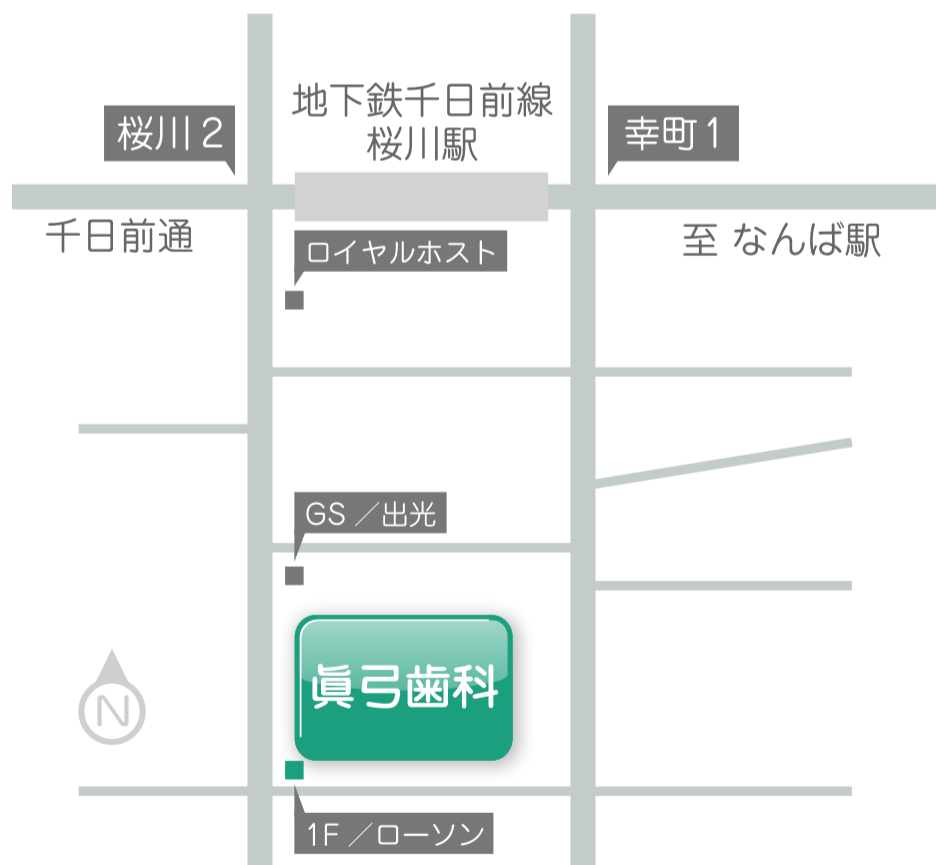 地下鉄千日前線
桜川駅
桜川2
幸町1
千日前通
至 なんば駅
ロイヤルホスト
GS／出光
眞弓歯科
N
1F／ローソン